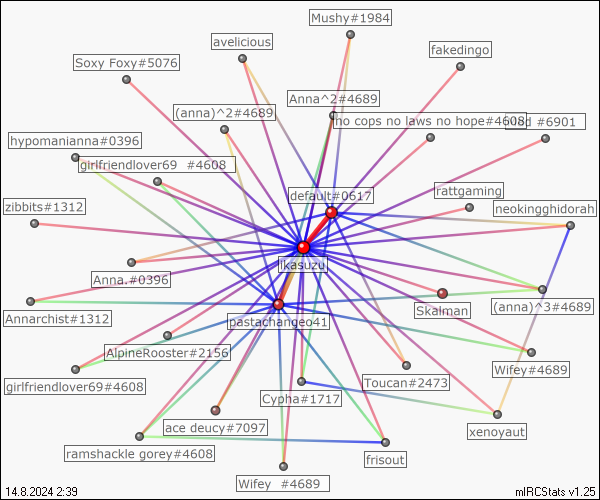 Mushy#1984
avelicious
fakedingo
Soxy Foxy#5076
Anna^2#4689
(anna)^2#4689
no cops no laws no hope#4608
#6901
hypomanianna#0396
girlfriendlover69 #4608
default#0617
rattgaming
zibbits#1312
neokingghidorah
ikasuzu
Anna.#0396
(anna)^3#4689
Skalman
Annarchist#1312
pastachangeo41
AlpineRooster#2156
Wifey#4689
girlfriendlover69#4608
Toucan#2473
Cypha#1717
ace deucy#7097
xenoyaut
ramshackle gorey#4608
frisout
Wifey #4689
14.8.2024 2:39
mIRCStats v1.25